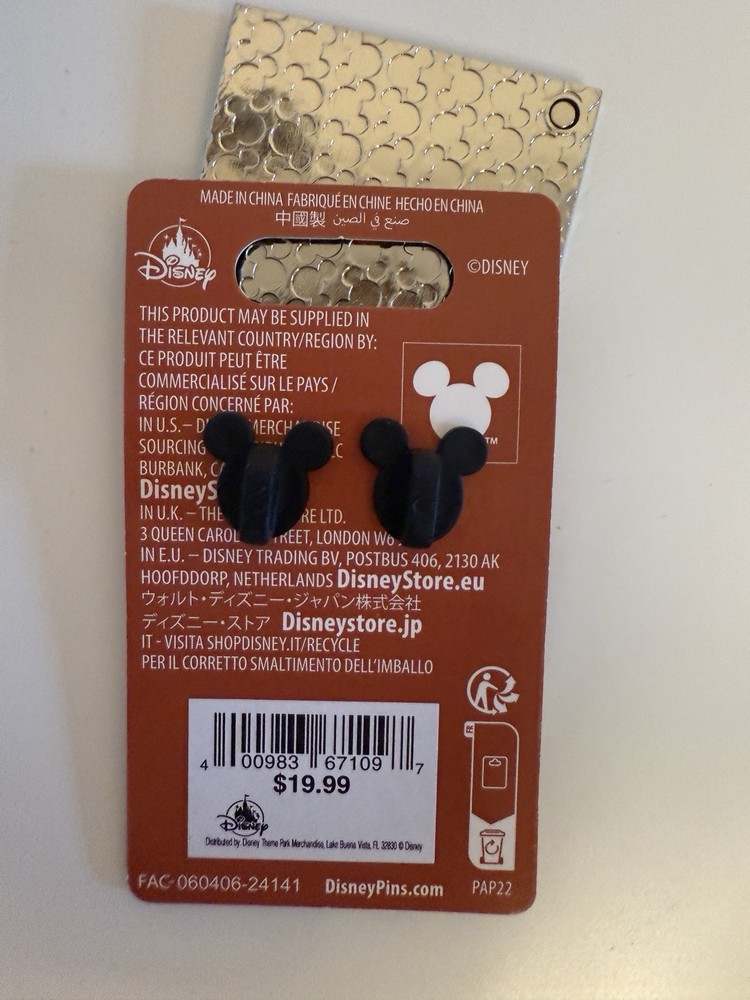 MADE IN CHINA FABRIQUÉ EN CHINE HECHO EN CHINA
中國製 صنع في الصين
Disney
©DISNEY
THIS PRODUCT MAY BE SUPPLIED IN
THE RELEVANT COUNTRY/REGION BY:
CE PRODUIT PEUT ÊTRE
COMMERCIALISÉ SUR LE PAYS /
RÉGION CONCERNÉ PAR:
TM
IN U.S. –
SOURCING
BURBANK,
IN U.K. – THE RE LTD.
3 QUEEN LONDON
IN E.U. – DISNEY TRADING BV, POSTBUS 406, 2130 AK
HOOFDDORP, NETHERLANDS DisneyStore.eu
ウォルト・ディズニー・ジャパン株式会社
ディズニー・ストア Disneystore.jp
IT - VISITA SHOPDISNEY.IT/RECYCLE
PER IL CORRETTO SMALTIMENTO DELL'IMBALLO
FR
4 00983 67109 7
$19.99
Disney
Distributed by. Disney Theme Park Merchandise, Lake Buena Vista, FL 32830 © Disney
FAC-060406-24141 DisneyPins.com PAP22